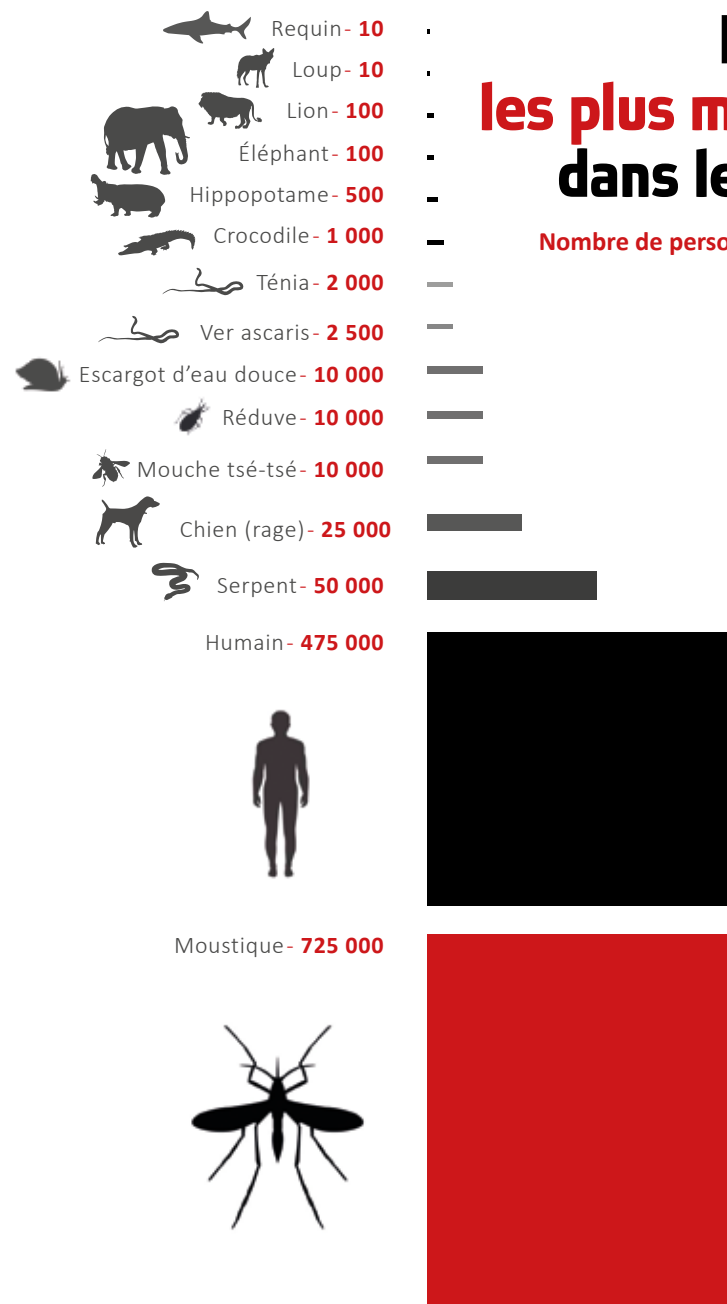 Requin- 10
Loup- 10
Lion- 100
Éléphant- 100
Hippopotame- 500
Crocodile- 1 000
Ténia- 2 000
Ver ascaris- 2 500
Escargot d’eau douce- 10 000
Réduve- 10 000
Mouche tsé-tsé- 10 000
Chien (rage)- 25 000
Serpent- 50 000
Humain- 475 000
Moustique- 725 000
les plus
dans
Nombre de